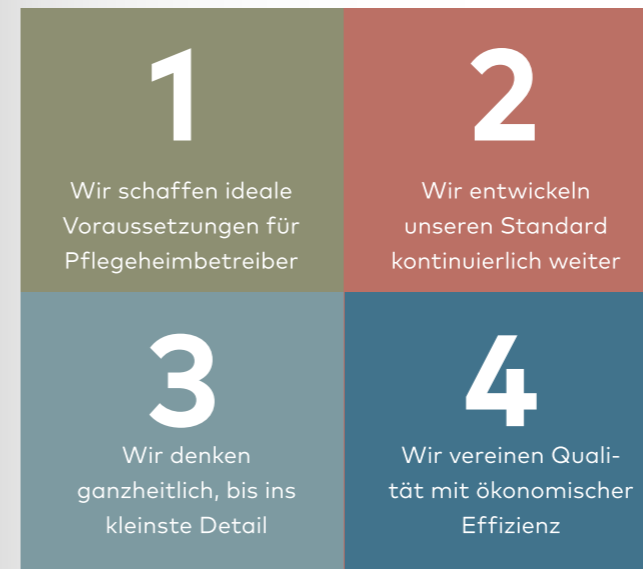 1
Wir schaffen ideale
Voraussetzungen für
Pflegeheimbetreiber
2
Wir entwickeln
unseren Standard
kontinuierlich weiter
3
Wir denken
ganzheitlich, bis ins
kleinste Detail
4
Wir vereinen Quali-
tät mit ökonomischer
Effizienz